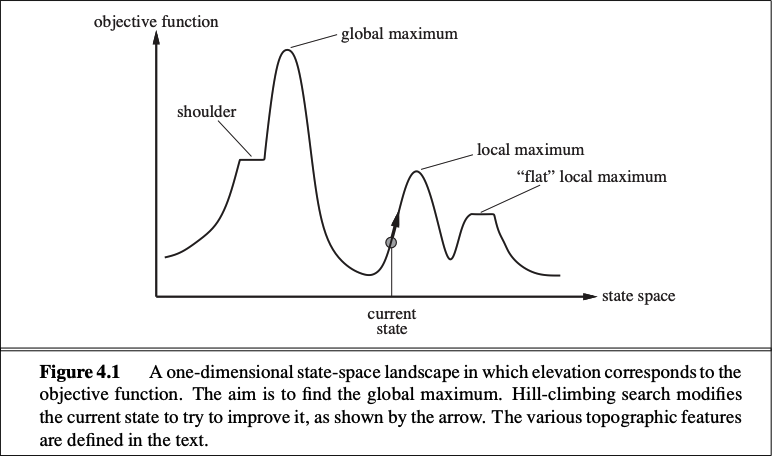 objective function
global maximum
shoulder
local maximum
“flat” local maximum
state space
current
state
Figure 4.1 A one-dimensional state-space landscape in which elevation corresponds to the
objective function. The aim is to find the global maximum. Hill-climbing search modifies
the current state to try to improve it, as shown by the arrow. The various topographic features
are defined in the text.